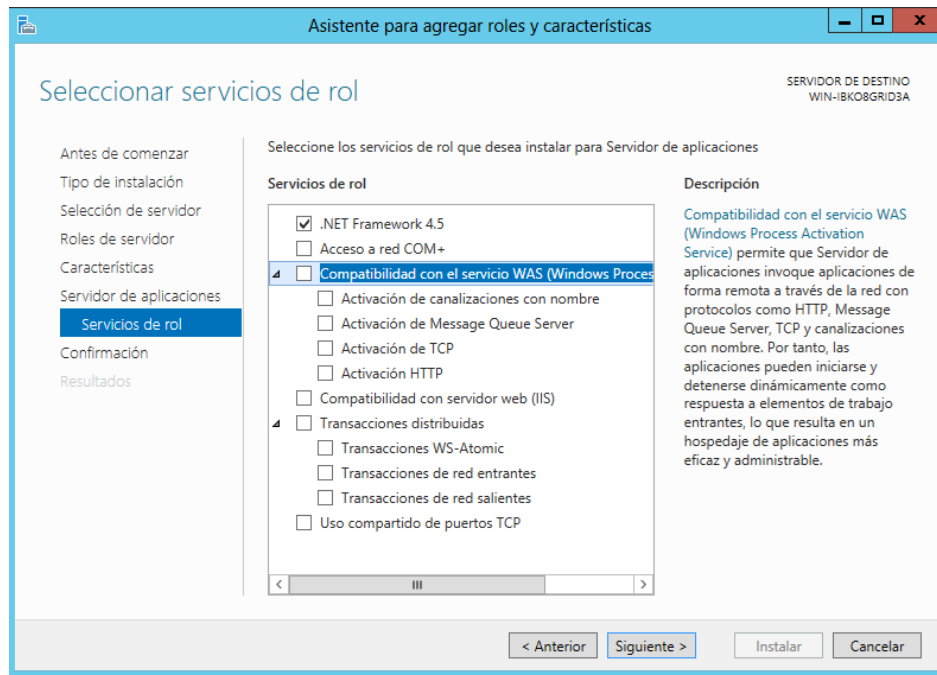 Asistente para agregar roles y características
Seleccionar servicios de rol
SERVIDOR DE DESTINO
WIN-IBKO8GRID3A
Antes de comenzar
Tipo de instalación
Selección de servidor
Roles de servidor
Características
Servidor de aplicaciones
Servicios de rol
Confirmación
Resultados
Seleccione los servicios de rol que desea instalar para Servidor de aplicaciones
Servicios de rol
.NET Framework 4.5
Acceso a red COM+
Compatibilidad con el servicio WAS (Windows Proces
Activación de canalizaciones con nombre
Activación de Message Queue Server
Activación de TCP
Activación HTTP
Compatibilidad con servidor web (IIS)
Transacciones distribuidas
Transacciones WS-Atomic
Transacciones de red entrantes
Transacciones de red salientes
Uso compartido de puertos TCP
Descripción
Compatibilidad con el servicio WAS
(Windows Process Activation
Service) permite que Servidor de
aplicaciones invoque aplicaciones de
forma remota a través de la red con
protocolos como HTTP, Message
Queue Server, TCP y canalizaciones
con nombre. Por tanto, las
aplicaciones pueden iniciarse y
detenerse dinámicamente como
respuesta a elementos de trabajo
entrantes, lo que resulta en un
hospedaje de aplicaciones más
eficaz y administrable.
< Anterior
Siguiente >
Instalar
Cancelar